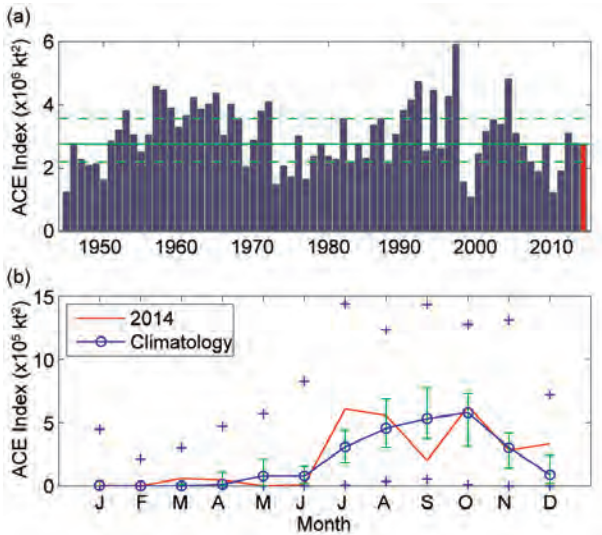 (a)
ACE Index (x10⁶ kt²)
6
4
2
0
1950 1960 1970 1980 1990 2000 2010
(b)
ACE Index (x10⁵ kt²)
15
10
5
0
2014
Climatology
J F M A M J J A S O N D
Month